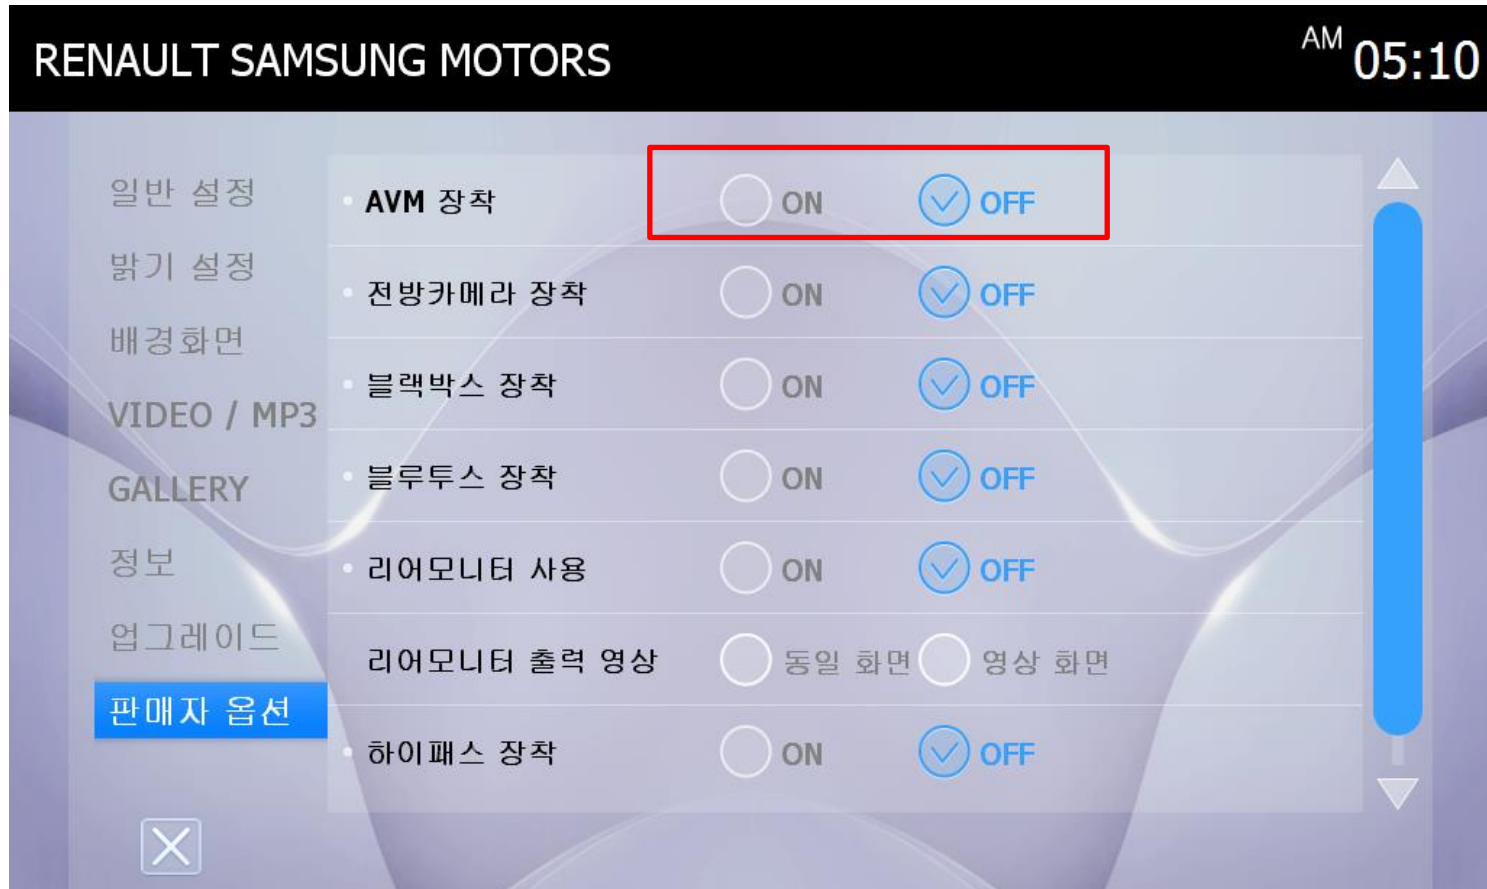 RENAULT SAMSUNG MOTORS
AM 05:10
일반 설정
밝기 설정
배경화면
VIDEO / MP3
GALLERY
정보
업그레이드
판매자 옵션
AVM 장착 ON OFF
전방카메라 장착 ON OFF
블랙박스 장착 ON OFF
블루투스 장착 ON OFF
리어모니터 사용 ON OFF
리어모니터 출력 영상 동일 화면 영상 화면
하이패스 장착 ON OFF